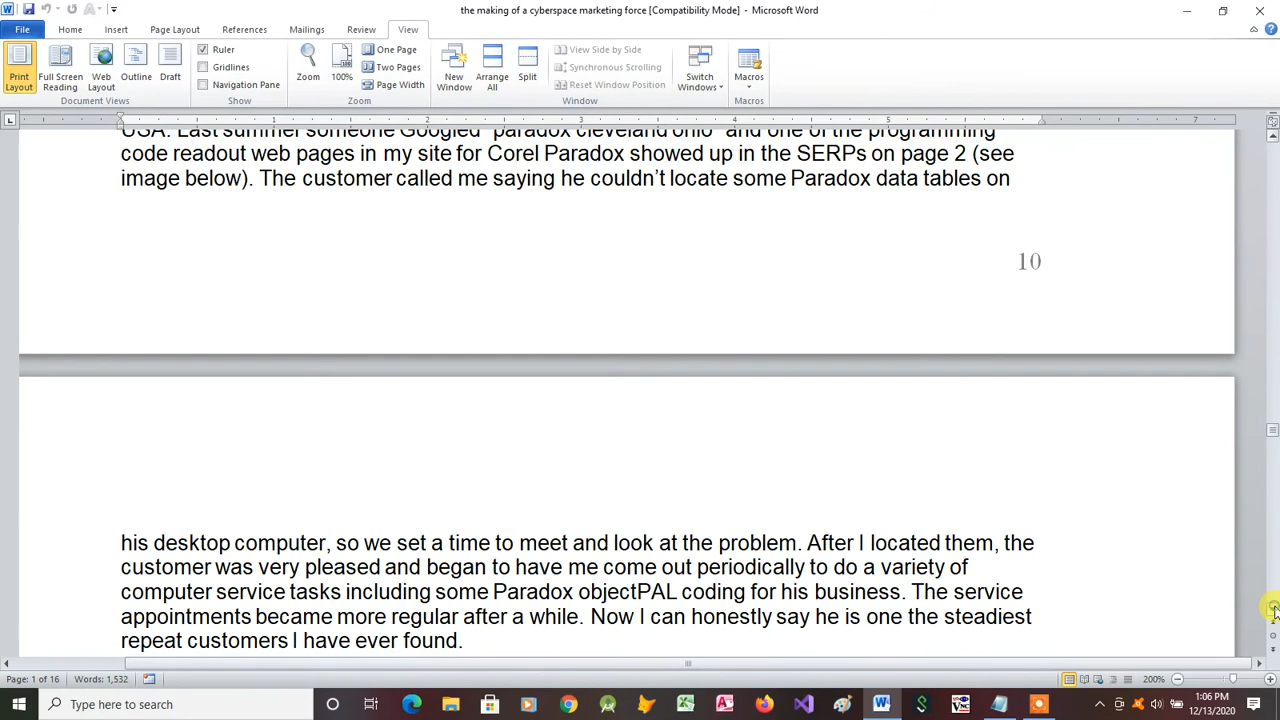 the making of a cyberspace marketing force [Compatibility Mode] - Microsoft Word
File Home Insert Page Layout References Mailings Review View
Print Layout
Full Screen Reading
Web Layout
Outline
Draft
Document Views
Ruler
Gridlines
Navigation Pane
Show
Zoom
100%
One Page
Two Pages
Page Width
Zoom
New Window
Arrange All
Split
View Side by Side
Synchronous Scrolling
Reset Window Position
Window
Switch Windows
Macros
Macros
1 2 3 4 5 6 7
USA. Last summer someone Googled "paradox cleveland ohio" and one of the programming
code readout web pages in my site for Corel Paradox showed up in the SERPs on page 2 (see
image below). The customer called me saying he couldn't locate some Paradox data tables on
10
his desktop computer, so we set a time to meet and look at the problem. After I located them, the
customer was very pleased and began to have me come out periodically to do a variety of
computer service tasks including some Paradox objectPAL coding for his business. The service
appointments became more regular after a while. Now I can honestly say he is one the steadiest
repeat customers I have ever found.
Page: 1 of 16 Words: 1,532 200%
Type here to search
1:06 PM
12/13/2020